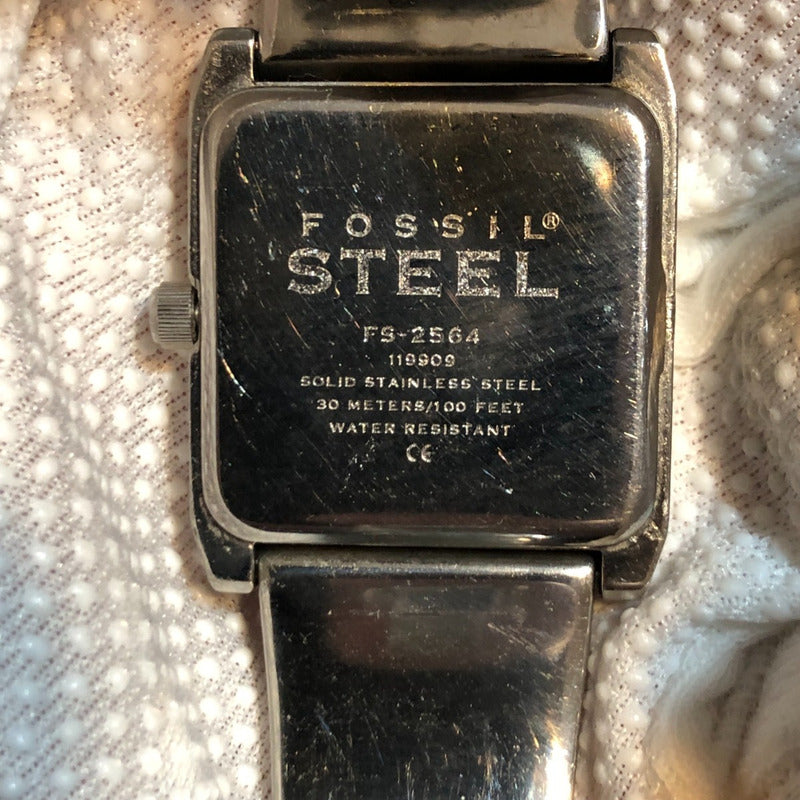 FOSSIL®
STEEL
FS-2564
119909
SOLID STAINLESS STEEL
30 METERS/100 FEET
WATER RESISTANT
CE